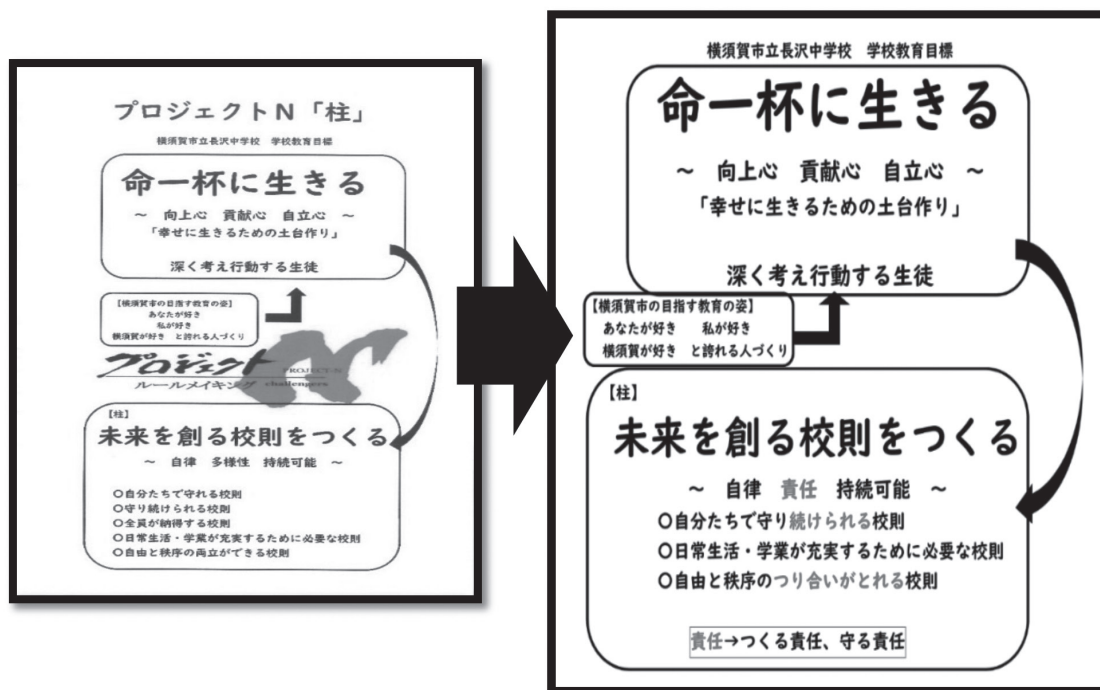 プロジェクトN「柱」
横須賀市立長沢中学校 学校教育目標
命一杯に生きる
~ 向上心 貢献心 自立心 ~
「幸せに生きるための土台作り」
深く考え行動する生徒
【横須賀市の目指す教育の姿】
あなたが好き
私が好き
横須賀が好き と誇れる人づくり
プロジェクト
PROJECT:N
ルールメイキング challengers
【柱】
未来を創る校則をつくる
~ 自律 多様性 持続可能 ~
○自分たちで守れる校則
○守り続けられる校則
○全員が納得する校則
○日常生活・学業が充実するために必要な校則
○自由と秩序の両立ができる校則
横須賀市立長沢中学校 学校教育目標
命一杯に生きる
~ 向上心 貢献心 自立心 ~
「幸せに生きるための土台作り」
深く考え行動する生徒
【横須賀市の目指す教育の姿】
あなたが好き 私が好き
横須賀が好き と誇れる人づくり
【柱】
未来を創る校則をつくる
~ 自律 責任 持続可能 ~
○自分たちで守り続けられる校則
○日常生活・学業が充実するために必要な校則
○自由と秩序のつり合いがとれる校則
責任→つくる責任、守る責任